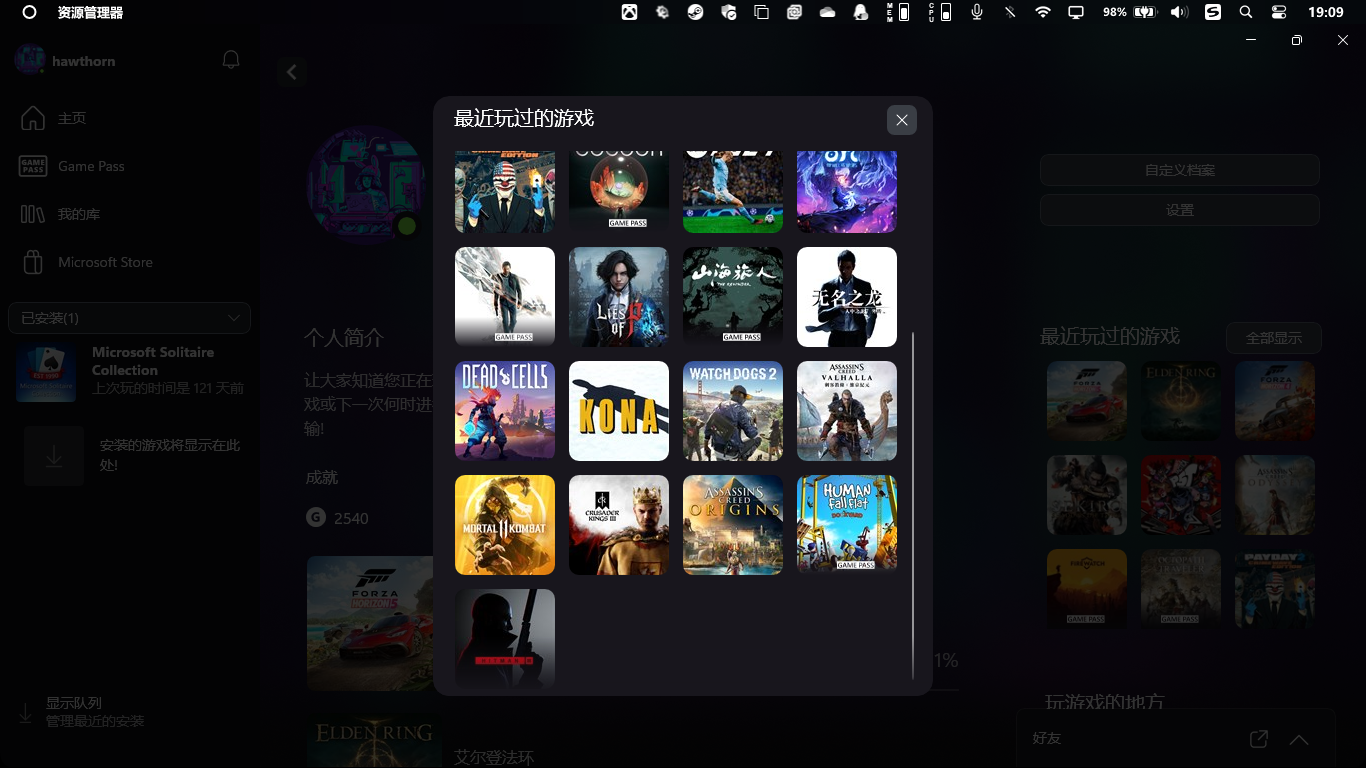 资源管理器
98%
19:09
hawthorn
主页
Game Pass
我的库
Microsoft Store
已安装(1)
Microsoft Solitaire
Collection
上次玩的时间是 121 天前
安装的游戏将显示在此
处!
显示队列
管理最近的安装
个人简介
让大家知道您正在
戏或下一次何时进
输!
成就
G 2540
FORZA
HORIZON 5
ELDEN RING
艾尔登法环
最近玩过的游戏
EDITION
GAME PASS
GAME PASS
LIES
OF P
山海旅人
THE REWINDER
GAME PASS
无名之龙
DEAD CELLS
KONA
WATCH DOGS 2
ASSASSIN'S
CREED
VALHALLA
MORTAL KOMBAT 11
CRUSADER
KINGS III
ASSASSIN'S
CREED
ORIGINS
HUMAN
fall flat
GAME PASS
HITMAN 3
自定义档案
设置
最近玩过的游戏
全部显示
ELDEN RING
FIREWATCH
GAME PASS
OCTOPATH
TRAVELER
GAME PASS
PAYDAY 2
1%
玩游戏的地方
好友